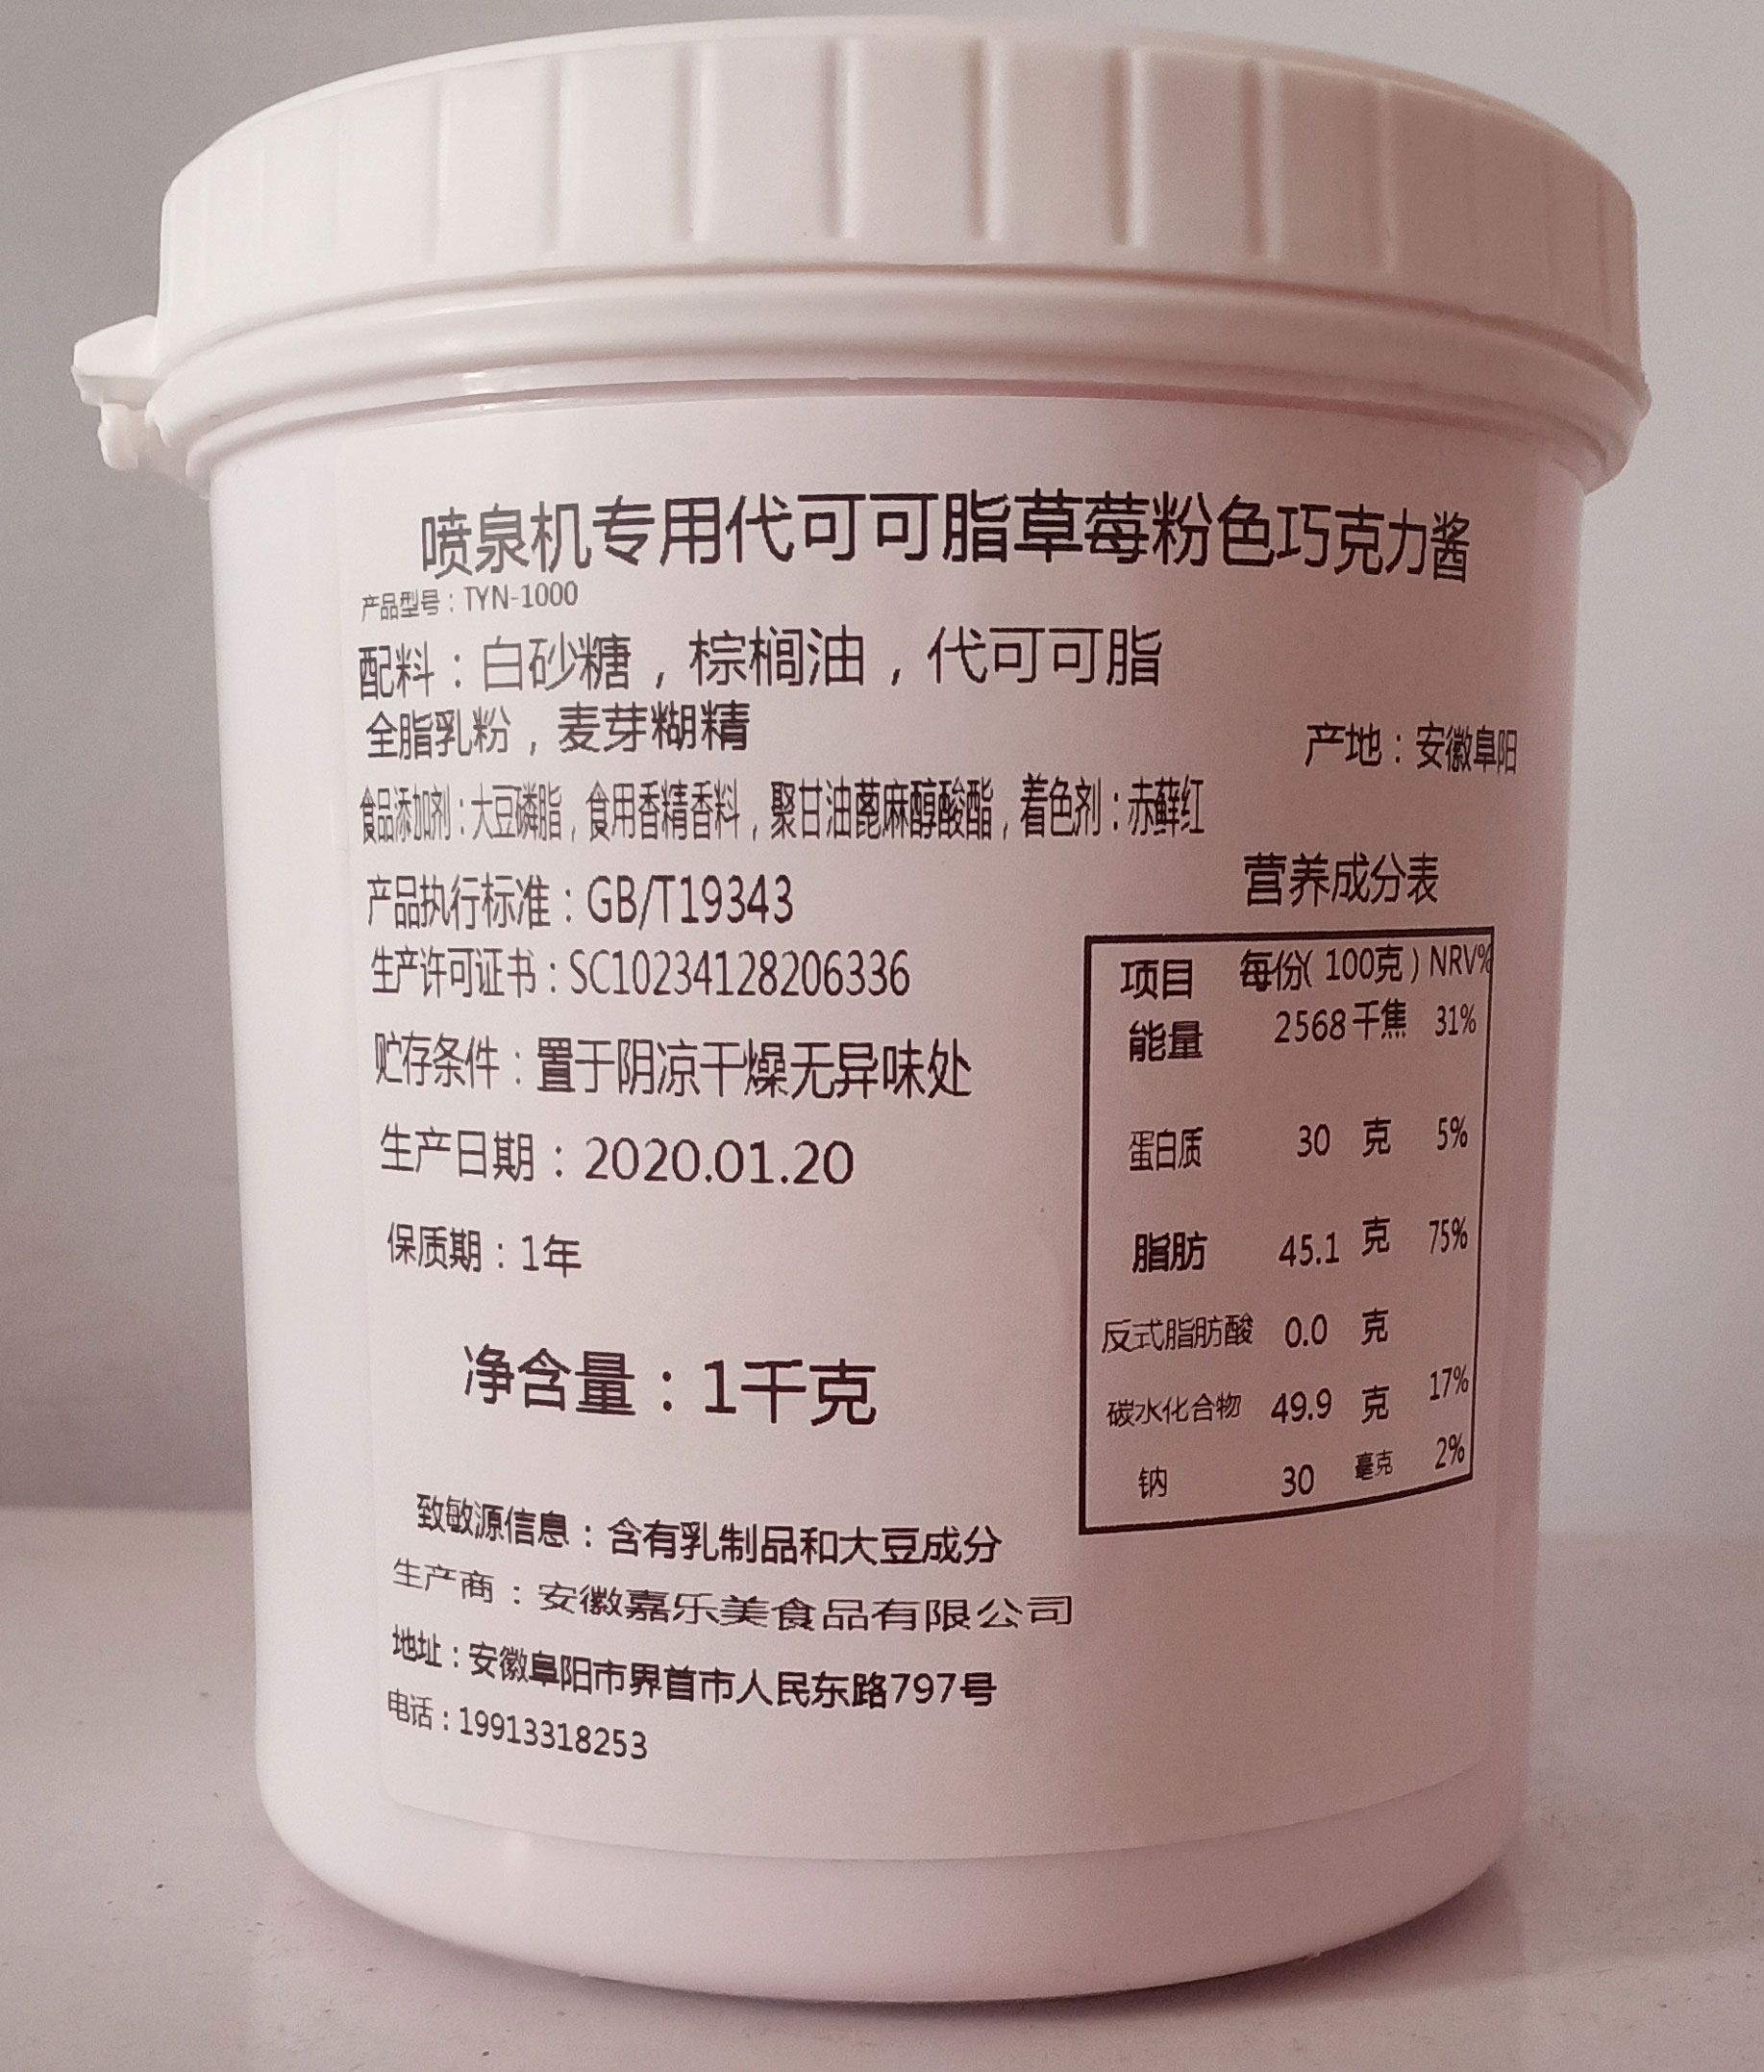 喷泉机专用代可可脂草莓粉色巧克力酱
产品型号：TYN-1000
配料：白砂糖，棕榈油，代可可脂
全脂乳粉，麦芽糊精
产地：安徽阜阳
食品添加剂：大豆磷脂，食用香精香料，聚甘油蓖麻醇酸酯，着色剂：赤藓红
产品执行标准：GB/T19343
生产许可证书：SC10234128206336
贮存条件：置于阴凉干燥无异味处
生产日期：2020.01.20
保质期：1年
净含量：1千克
营养成分表
项目 每份(100克) NRV%
能量 2568千焦 31%
蛋白质 30 克 5%
脂肪 45.1 克 75%
反式脂肪酸 0.0 克
碳水化合物 49.9 克 17%
钠 30 毫克 2%
致敏源信息：含有乳制品和大豆成分
生产商：安徽嘉乐美食品有限公司
地址：安徽阜阳市界首市人民东路797号
电话：19913318253